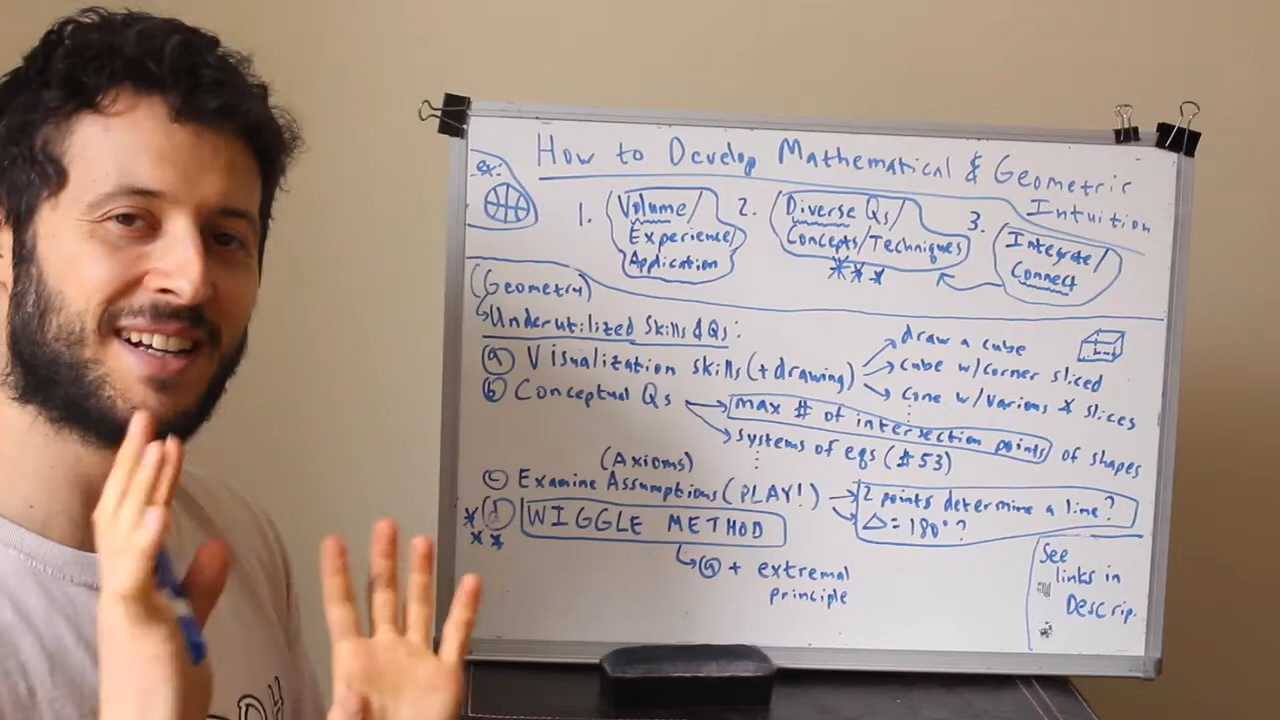 How to Develop Mathematical & Geometric
Intuition
ex:
1. Volume/
Experience/
Application
2. Diverse Qs/
Concepts/Techniques
***
3. Integrate/
Connect
(Geometry)
Underutilized Skills & Qs:
(a) Visualization skills (+ drawing)
draw a cube
cube w/corner sliced
cone w/various ∡ slices
(b) Conceptual Qs
max # of intersection points of shapes
systems of eqs (#53)
(Axioms)
(c) Examine Assumptions (PLAY!)
2 points determine a line?
△=180°?
*** (d) WIGGLE METHOD
(a) + extremal
principle
See
links in
Descrip.